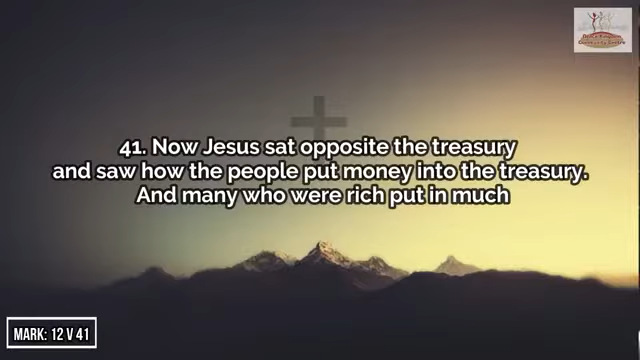 41. Now Jesus sat opposite the treasury
and saw how the people put money into the treasury.
And many who were rich put in much
MARK: 12 V 41